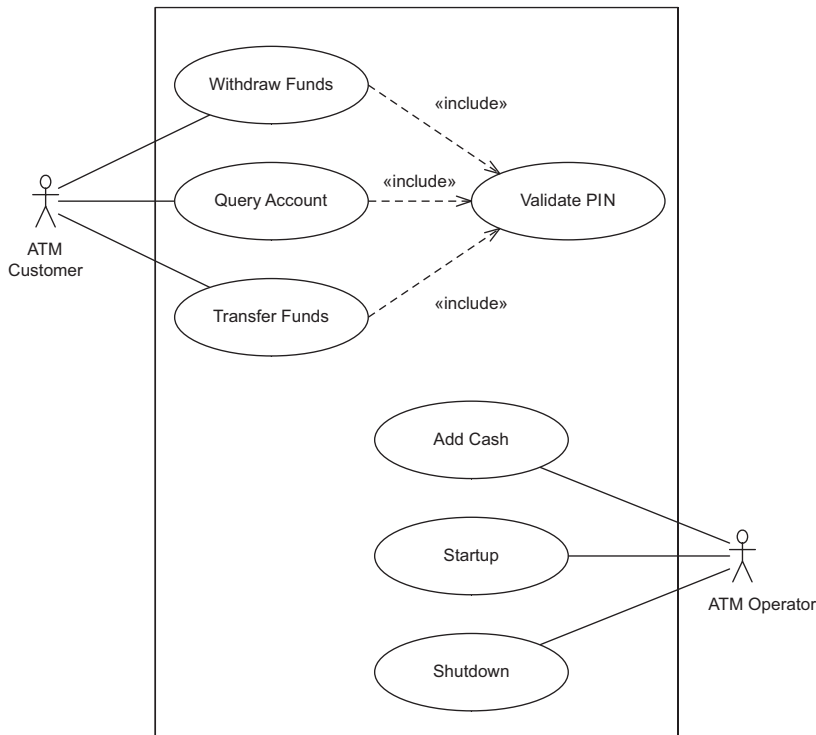 Withdraw Funds
«include»
Query Account
«include»
Validate PIN
ATM
Customer
Transfer Funds
«include»
Add Cash
Startup
ATM Operator
Shutdown